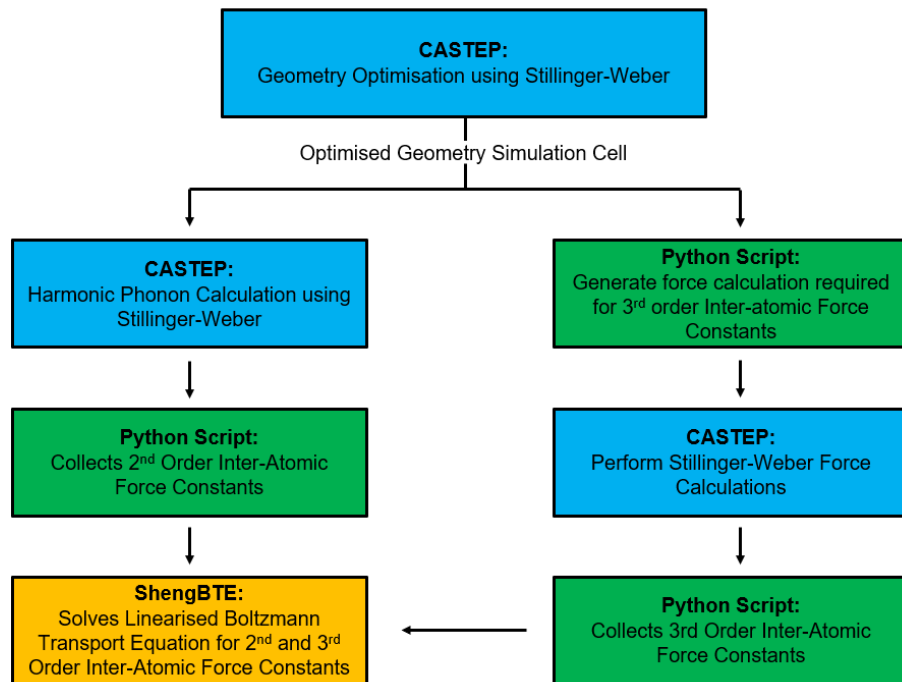 CASTEP:
Geometry Optimisation using Stillinger-Weber
Optimised Geometry Simulation Cell
CASTEP:
Harmonic Phonon Calculation using
Stillinger-Weber
Python Script:
Generate force calculation required
for 3rd order Inter-atomic Force
Constants
Python Script:
Collects 2nd Order Inter-Atomic
Force Constants
CASTEP:
Perform Stillinger-Weber Force
Calculations
ShengBTE:
Solves Linearised Boltzmann
Transport Equation for 2nd and 3rd
Order Inter-Atomic Force Constants
Python Script:
Collects 3rd Order Inter-Atomic
Force Constants